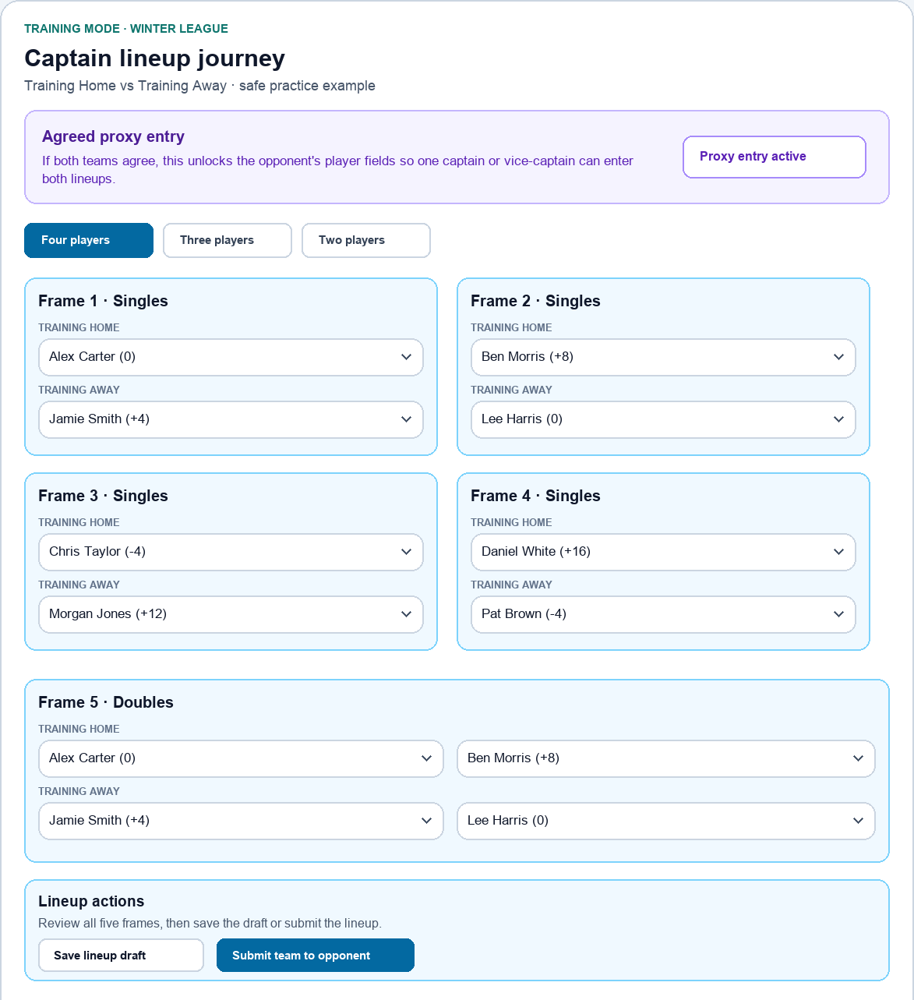 TRAINING MODE · WINTER LEAGUE
Captain lineup journey
Training Home vs Training Away · safe practice example
Agreed proxy entry
If both teams agree, this unlocks the opponent's player fields so one captain or vice-captain can enter
both lineups.
Proxy entry active
Four players
Three players
Two players
Frame 1 · Singles
TRAINING HOME
Alex Carter (0)
TRAINING AWAY
Jamie Smith (+4)
Frame 2 · Singles
TRAINING HOME
Ben Morris (+8)
TRAINING AWAY
Lee Harris (0)
Frame 3 · Singles
TRAINING HOME
Chris Taylor (-4)
TRAINING AWAY
Morgan Jones (+12)
Frame 4 · Singles
TRAINING HOME
Daniel White (+16)
TRAINING AWAY
Pat Brown (-4)
Frame 5 · Doubles
TRAINING HOME
Alex Carter (0)
Ben Morris (+8)
TRAINING AWAY
Jamie Smith (+4)
Lee Harris (0)
Lineup actions
Review all five frames, then save the draft or submit the lineup.
Save lineup draft
Submit team to opponent